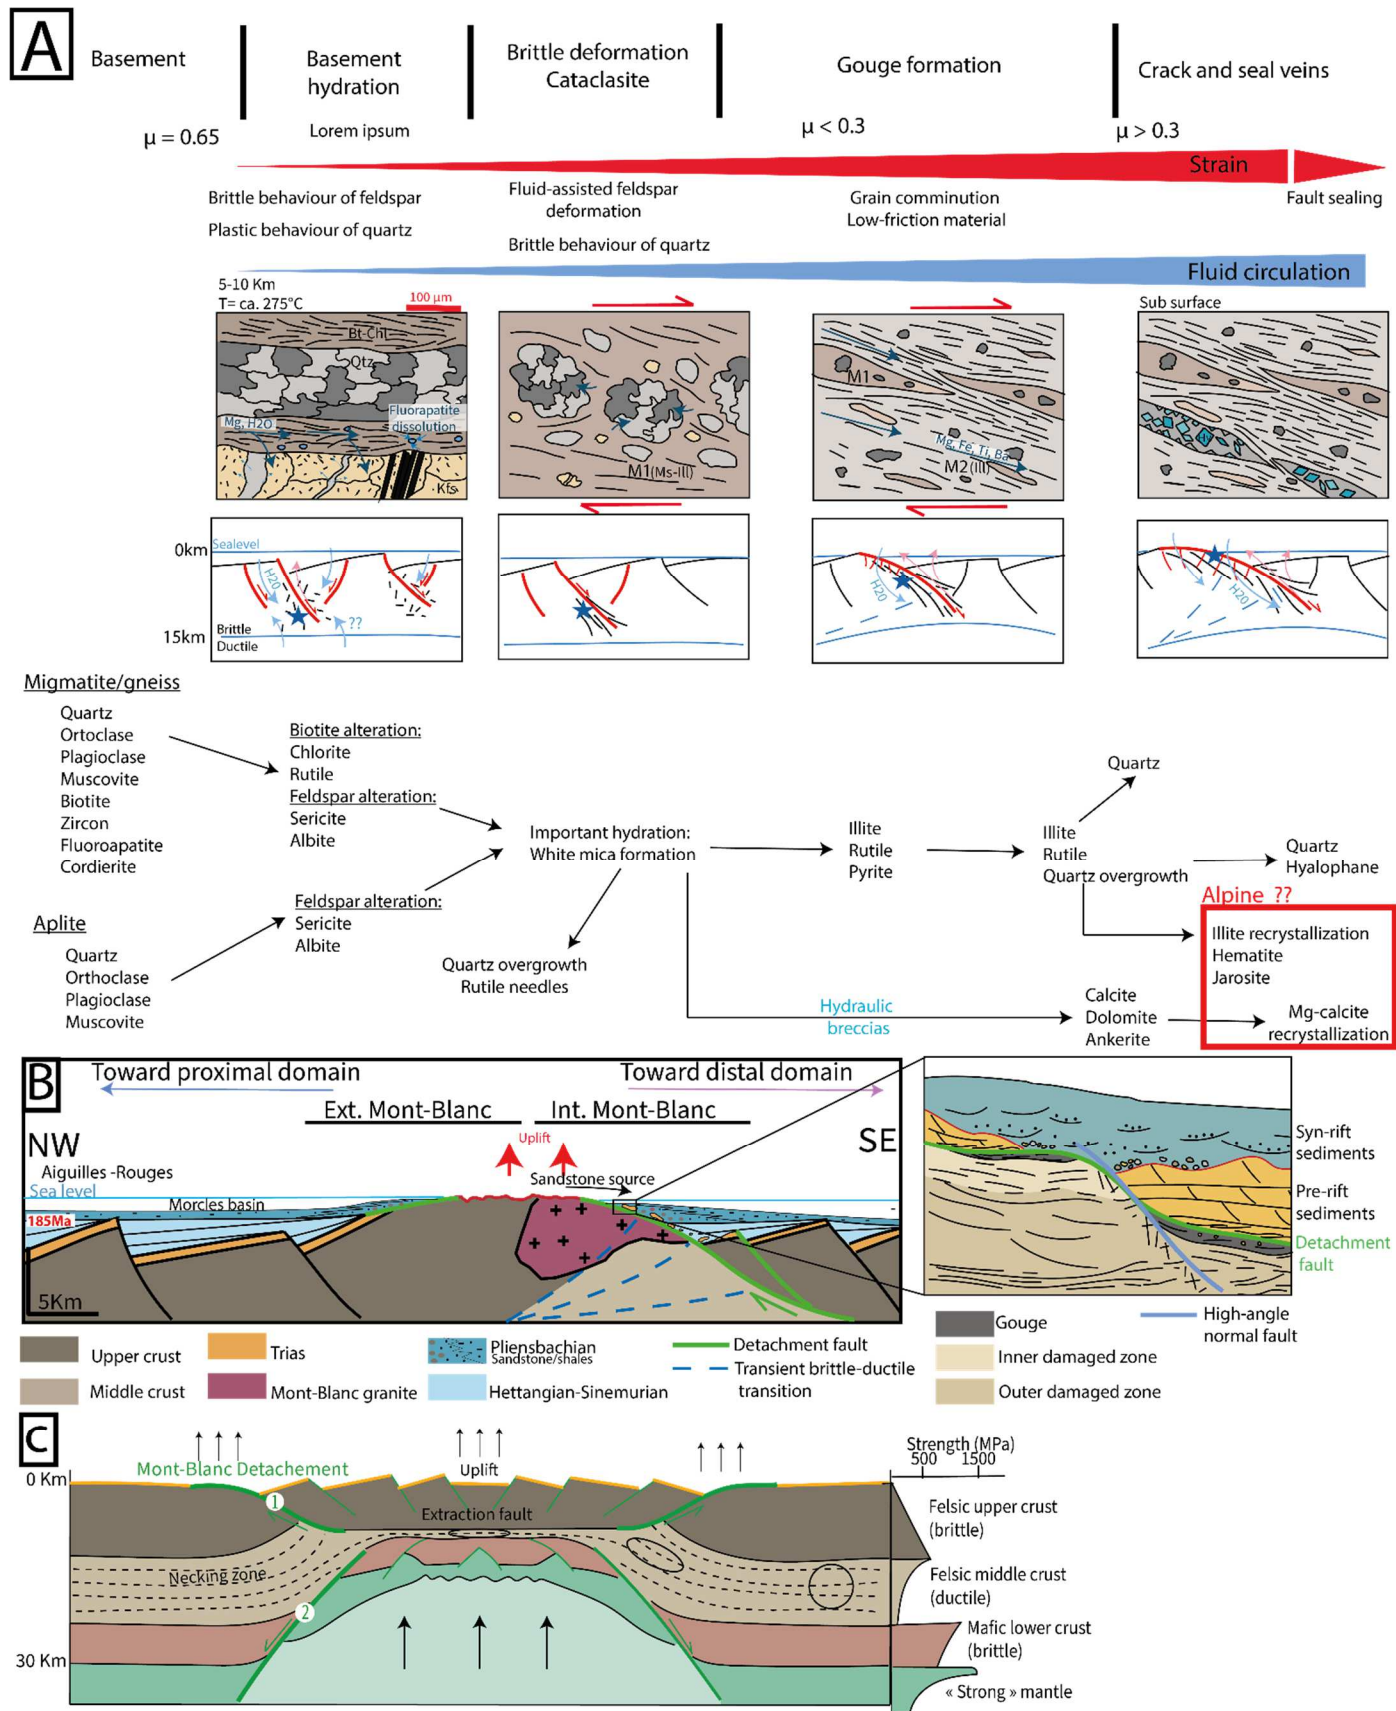 A
Basement
Basement
hydration
Brittle deformation
Cataclasite
Gouge formation
Crack and seal veins
Lorem ipsum
μ = 0.65
μ < 0.3
μ > 0.3
Strain
Brittle behaviour of feldspar
Plastic behaviour of quartz
Fluid-assisted feldspar
deformation
Brittle behaviour of quartz
Grain comminution
Low-friction material
Fault sealing
Fluid circulation
5-10 Km
T= ca. 275°C
100 μm
Sub surface
Bt-Chl
Qtz
Mg, H2O
Fluorapatite
dissolution
Kfs
M1(Ms-Ill)
M1
Mg, Fe, Ti, Ba
M2(Ill)
0km
Sealevel
H20
??
15km
Brittle
Ductile
H20
H20
Migmatite/gneiss
Quartz
Ortoclase
Plagioclase
Muscovite
Biotite
Zircon
Fluoroapatite
Cordierite
Biotite alteration:
Chlorite
Rutile
Feldspar alteration:
Sericite
Albite
Aplite
Quartz
Orthoclase
Plagioclase
Muscovite
Feldspar alteration:
Sericite
Albite
Important hydration:
White mica formation
Quartz overgrowth
Rutile needles
Illite
Rutile
Pyrite
Quartz
Illite
Rutile
Quartz overgrowth
Quartz
Hyalophane
Alpine ??
Illite recrystallization
Hematite
Jarosite
Hydraulic
breccias
Calcite
Dolomite
Ankerite
Mg-calcite
recrystallization
B
Toward proximal domain
Toward distal domain
Ext. Mont-Blanc
Int. Mont-Blanc
NW
SE
Uplift
Aiguilles -Rouges
Sea level
Morcles basin
Sandstone source
185Ma
5Km
Syn-rift
sediments
Pre-rift
sediments
Detachment
fault
Upper crust
Middle crust
Trias
Mont-Blanc granite
Pliensbachian
Sandstone/shales
Hettangian-Sinemurian
Detachment fault
Transient brittle-ductile
transition
Gouge
Inner damaged zone
Outer damaged zone
High-angle
normal fault
C
Mont-Blanc Detachement
Uplift
Strength (MPa)
500
1500
0 Km
1
Extraction fault
Necking zone
2
30 Km
Felsic upper crust
(brittle)
Felsic middle crust
(ductile)
Mafic lower crust
(brittle)
« Strong » mantle